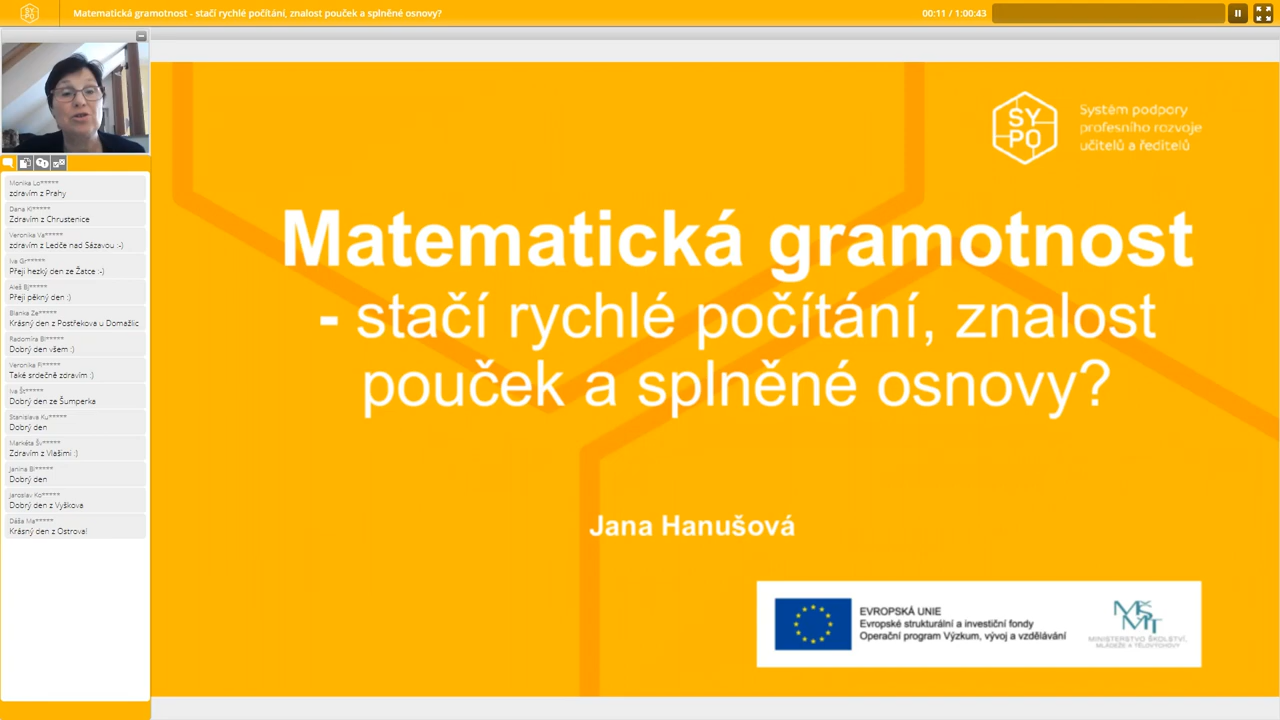 SY
PO
Matematická gramotnost - stačí rychlé počítání, znalost pouček a splněné osnovy?
00:11 / 1:00:43
Monika Lo*****
zdravím z Prahy
Dana Kl*****
Zdravím z Chrustenice
Veronika Va*****
zdravím z Ledče nad Sázavou :-)
Iva Gr*****
Přeji hezký den ze Žatce :-)
Aleš Bj*****
Přeji pěkný den :)
Blanka Ze*****
Krásný den z Postřekova u Domažlic
Radomíra Bl*****
Dobrý den všem :)
Veronika Fi*****
Také srdečně zdravím :)
Iva Št*****
Dobrý den ze Šumperka
Stanislava Ku*****
Dobrý den
Markéta Šv*****
Zdravím z Vlašimi :)
Janina Bi*****
Dobrý den
Jaroslav Ko*****
Dobrý den z Vyškova
Dáša Ma*****
Krásný den z Ostrova!
SY
PO
Systém podpory
profesního rozvoje
učitelů a ředitelů
Matematická gramotnost
- stačí rychlé počítání, znalost
pouček a splněné osnovy?
Jana Hanušová
EVROPSKÁ UNIE
Evropské strukturální a investiční fondy
Operační program Výzkum, vývoj a vzdělávání
MŠMT
MINISTERSTVO ŠKOLSTVÍ,
MLÁDEŽE A TĚLOVÝCHOVY